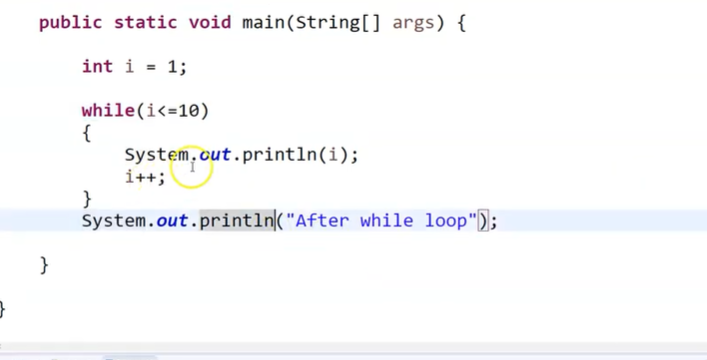 public static void main(String[] args) {
int i = 1;
while(i<=10)
{
System.out.println(i);
i++;
}
System.out.println("After while loop");
}
}